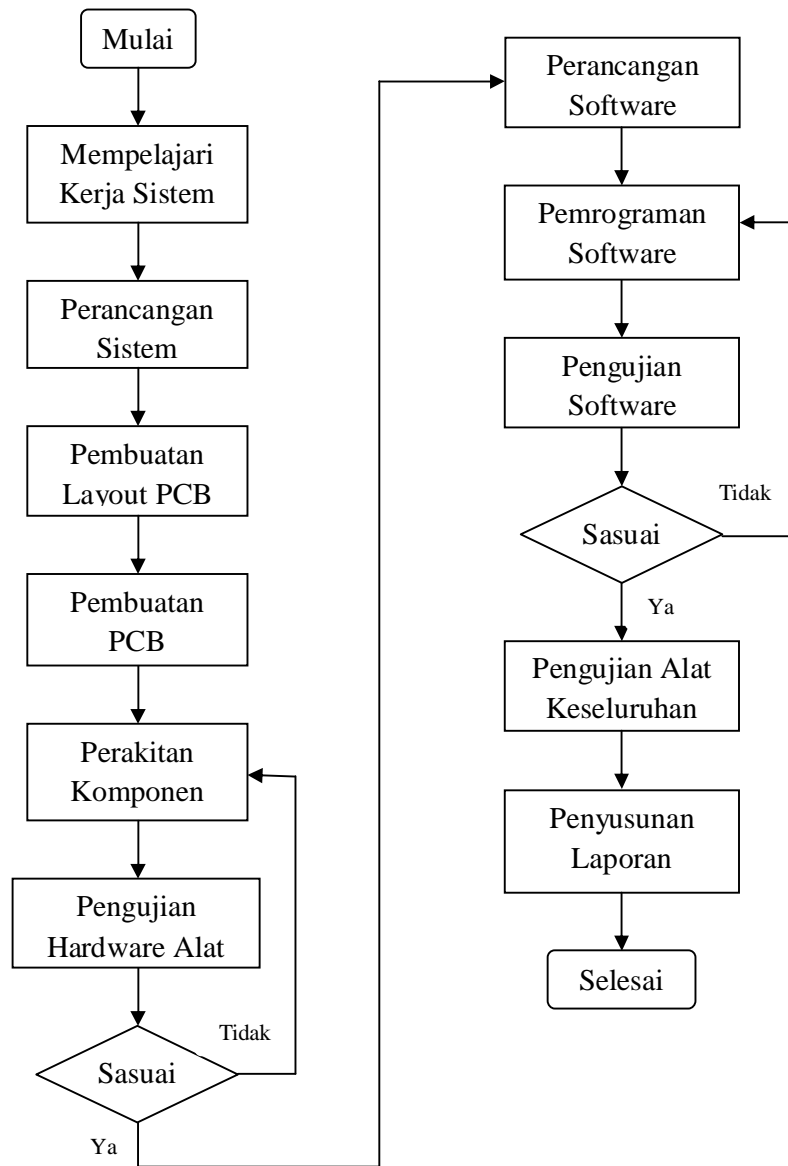 Mulai
Mempelajari
Kerja Sistem
Perancangan
Sistem
Pembuatan
Layout PCB
Pembuatan
PCB
Perakitan
Komponen
Pengujian
Hardware Alat
Tidak
Sasuai
Ya
Perancangan
Software
Pemrograman
Software
Pengujian
Software
Tidak
Sasuai
Ya
Pengujian Alat
Keseluruhan
Penyusunan
Laporan
Selesai